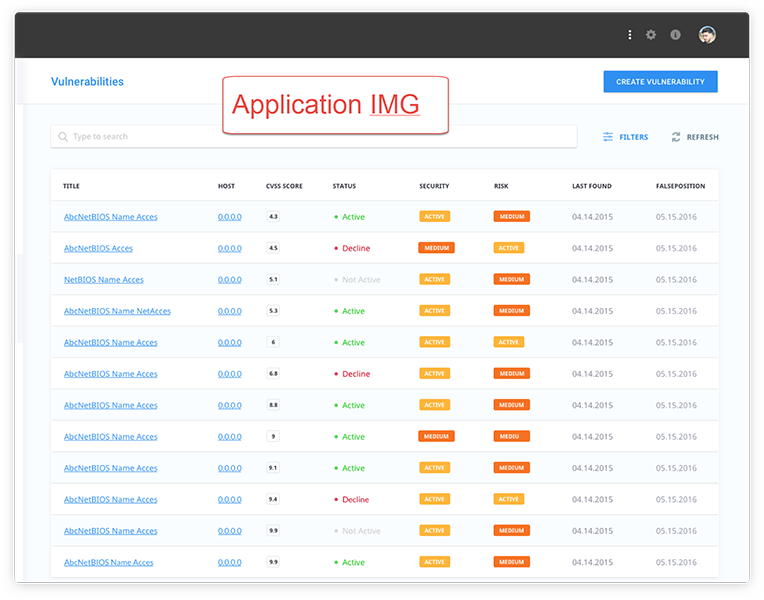 Vulnerabilities
Application IMG
CREATE VULNERABILITY
Type to search
FILTERS
REFRESH
TITLE HOST CVSS SCORE STATUS SECURITY RISK LAST FOUND FALSEPOSITION
AbcNetBIOS Name Acces 0.0.0.0 4.3 Active ACTIVE MEDIUM 04.14.2015 05.15.2016
AbcNetBIOS Acces 0.0.0.0 4.5 Decline MEDIUM ACTIVE 04.14.2015 05.15.2016
NetBIOS Name Acces 0.0.0.0 5.1 Not Active ACTIVE MEDIUM 04.14.2015 05.15.2016
AbcNetBIOS Name NetAcces 0.0.0.0 5.3 Active ACTIVE MEDIUM 04.14.2015 05.15.2016
AbcNetBIOS Name Acces 0.0.0.0 6 Active ACTIVE ACTIVE 04.14.2015 05.15.2016
AbcNetBIOS Name Acces 0.0.0.0 6.8 Decline ACTIVE MEDIUM 04.14.2015 05.15.2016
AbcNetBIOS Name Acces 0.0.0.0 8.8 Active ACTIVE MEDIUM 04.14.2015 05.15.2016
AbcNetBIOS Name Acces 0.0.0.0 9 Active MEDIUM MEDIU 04.14.2015 05.15.2016
AbcNetBIOS Name Acces 0.0.0.0 9.1 Active ACTIVE MEDIUM 04.14.2015 05.15.2016
AbcNetBIOS Name Acces 0.0.0.0 9.4 Decline ACTIVE ACTIVE 04.14.2015 05.15.2016
AbcNetBIOS Name Acces 0.0.0.0 9.9 Not Active ACTIVE MEDIUM 04.14.2015 05.15.2016
AbcNetBIOS Name Acces 0.0.0.0 9.9 Active ACTIVE MEDIUM 04.14.2015 05.15.2016